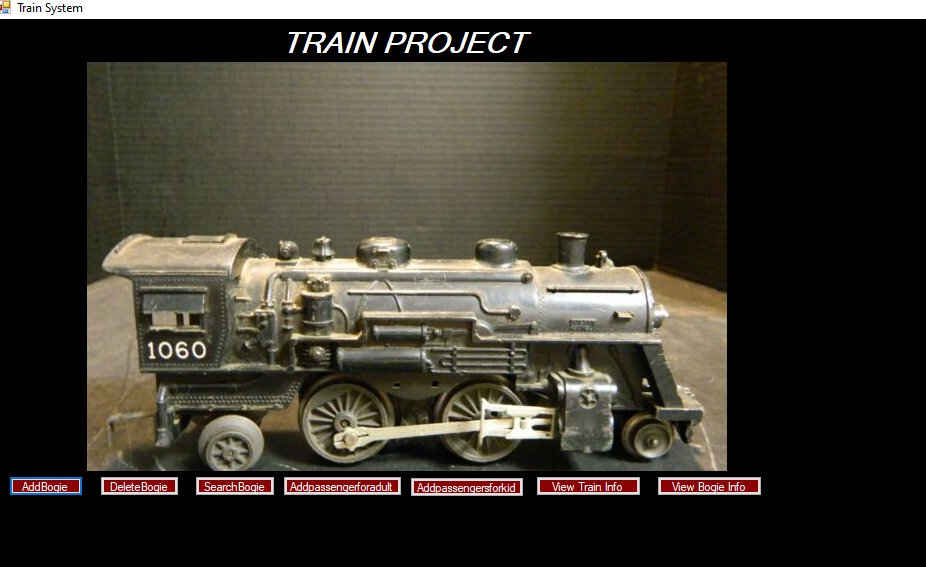 Train System
TRAIN PROJECT
1060
AddBogie DeleteBogie SearchBogie Addpassengerforadult Addpassengersforkid View Train Info View Bogie Info